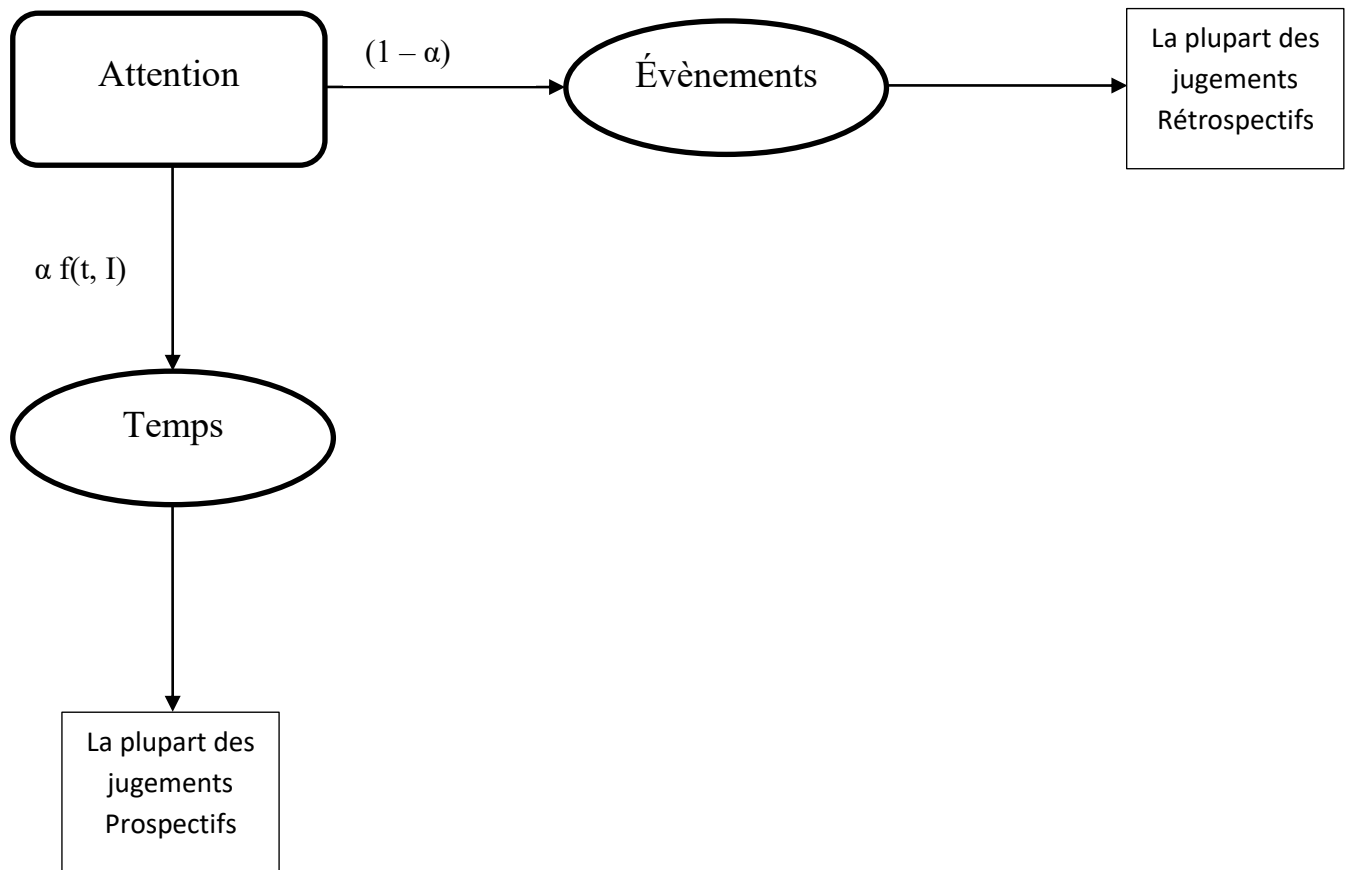 Attention
(1 – α)
Évènements
La plupart des
jugements
Rétrospectifs
α f(t, I)
Temps
La plupart des
jugements
Prospectifs